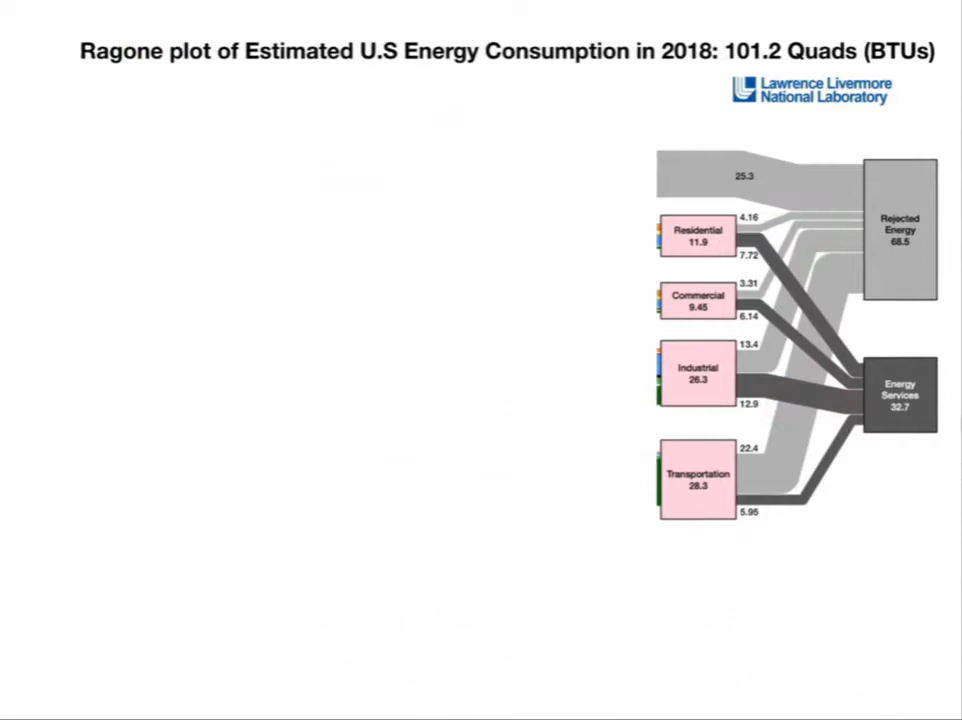 Ragone plot of Estimated U.S Energy Consumption in 2018: 101.2 Quads (BTUs)
Lawrence Livermore
National Laboratory
25.3
Rejected
Energy
68.5
4.16
Residential
11.9
7.72
3.31
Commercial
9.45
6.14
13.4
Industrial
26.3
12.9
Energy
Services
32.7
22.4
Transportation
28.3
5.95